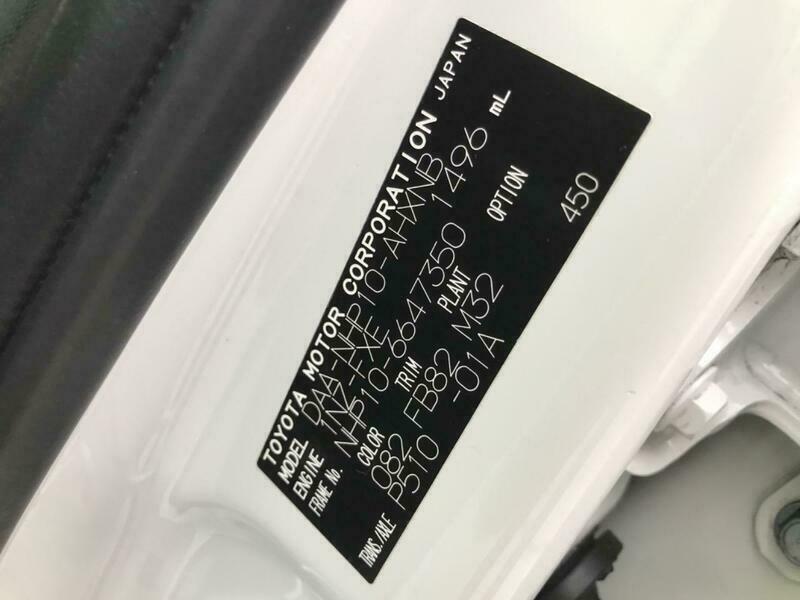 TOYOTA MOTOR CORPORATION JAPAN
MODEL DAA-NHP10-AHXNB
ENGINE 1NZ-FXE 1496 mL
FRAME No. NHP10-6647350
COLOR TRIM PLANT OPTION
082 FB82 M32
TRANS./AXLE P510 -01A 450